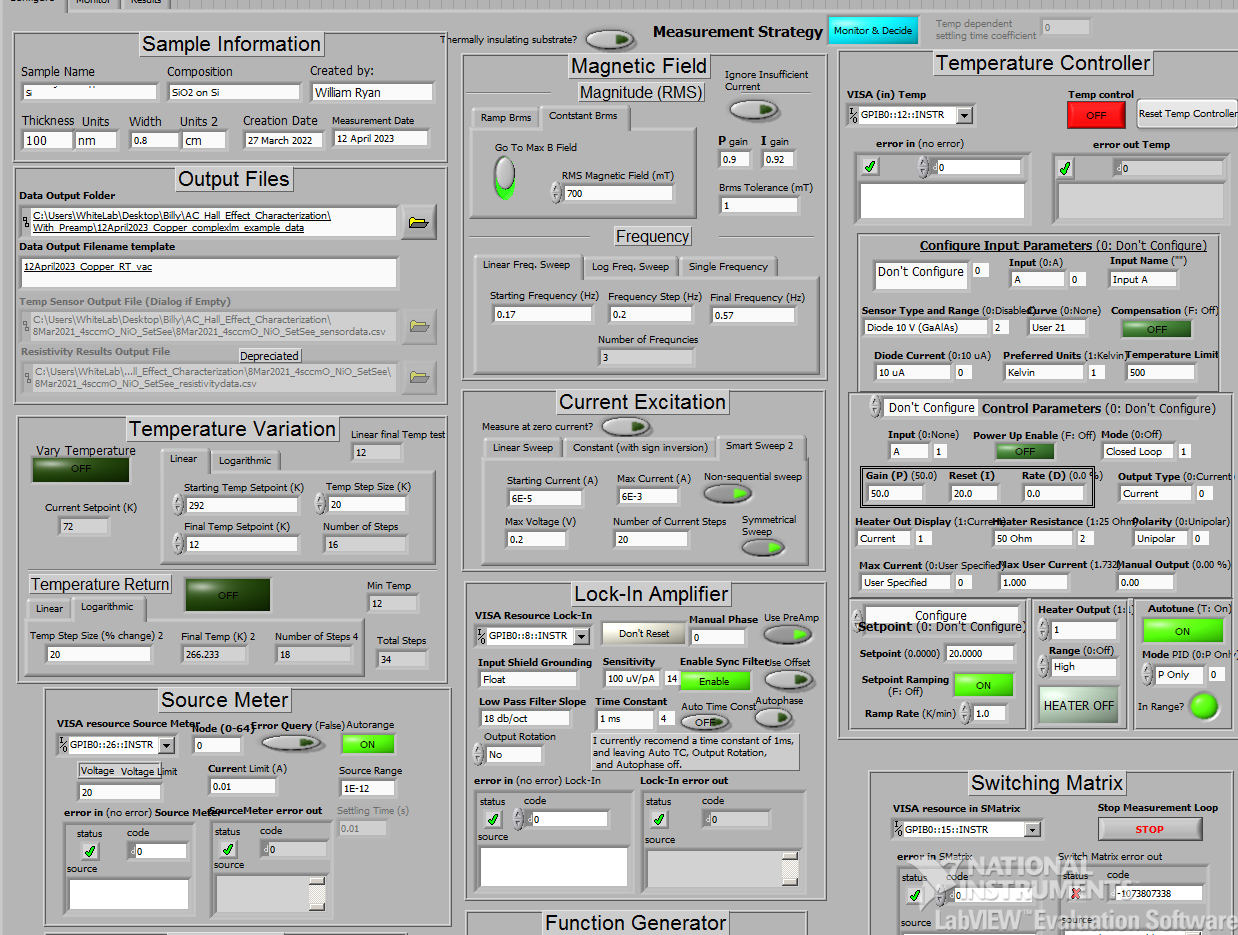 Monitor
Results
Thermally insulating substrate?
Measurement Strategy
Monitor & Decide
Temp dependent
settling time coefficient
0
Sample Information
Sample Name
Composition
Created by:
SiO2 on Si
William Ryan
Thickness
Units
Width
Units 2
Creation Date
Measurement Date
100
nm
0.8
cm
27 March 2022
12 April 2023
Output Files
Data Output Folder
C:\Users\WhiteLab\Desktop\Billy\AC_Hall_Effect_Characterization\
With_Preamp\12April2023_Copper_complexlm_example_data
Data Output Filename template
12April2023_Copper_RT_vac
Temp Sensor Output File (Dialog if Empty)
C:\Users\WhiteLab\Desktop\Billy\AC_Hall_Effect_Characterization\
8Mar2021_4sccmO_NiO_SetSee\8Mar2021_4sccmO_NiO_SetSee_sensordata.csv
Resistivity Results Output File
Depreciated
C:\Users\WhiteLab\...ll_Effect_Characterization\8Mar2021_4sccmO_NiO_SetSee\
8Mar2021_4sccmO_NiO_SetSee_resistivitydata.csv
Temperature Variation
Linear final Temp test
12
Vary Temperature
OFF
Current Setpoint (K)
72
Linear
Logarithmic
Starting Temp Setpoint (K)
Temp Step Size (K)
292
20
Final Temp Setpoint (K)
Number of Steps
12
16
Temperature Return
OFF
Min Temp
12
Linear
Logarithmic
Temp Step Size (% change) 2
Final Temp (K) 2
Number of Steps 4
20
266.233
18
Total Steps
34
Source Meter
VISA resource Source Meter
Node (0-64)
Error Query (False)
Autorange
GPIB0::26::INSTR
0
ON
Voltage
Voltage Limit
Current Limit (A)
Source Range
20
0.01
1E-12
error in (no error) Source Meter
SourceMeter error out
Settling Time (s)
0.01
status
code
0
source
status
code
0
source
Magnetic Field
Magnitude (RMS)
Ignore Insufficient
Current
Ramp Brms
Contstant Brms
Go To Max B Field
RMS Magnetic Field (mT)
700
P gain
I gain
0.9
0.92
Brms Tolerance (mT)
1
Frequency
Linear Freq. Sweep
Log Freq. Sweep
Single Frequency
Starting Frequency (Hz)
Frequency Step (Hz)
Final Frequency (Hz)
0.17
0.2
0.57
Number of Frequncies
3
Current Excitation
Measure at zero current?
Linear Sweep
Constant (with sign inversion)
Smart Sweep 2
Starting Current (A)
Max Current (A)
Non-sequential sweep
6E-5
6E-3
Max Voltage (V)
Number of Current Steps
Symmetrical
Sweep
0.2
20
Lock-In Amplifier
VISA Resource Lock-In
Manual Phase
Use PreAmp
GPIB0::8::INSTR
Don't Reset
0
Input Shield Grounding
Sensitivity
Enable Sync Filter
Use Offset
Float
100 uV/pA
14
Enable
Low Pass Filter Slope
Time Constant
Auto Time Const
Autophase
18 db/oct
1 ms
4
OFF
Output Rotation
No
I currently recomend a time constant of 1ms,
and leaving Auto TC, Output Rotation,
and Autophase off.
error in (no error) Lock-In
Lock-In error out
status
code
0
source
status
code
0
source
Function Generator
Temperature Controller
VISA (in) Temp
Temp control
GPIB0::12::INSTR
OFF
Reset Temp Controller
error in (no error)
error out Temp
0
0
Configure Input Parameters (0: Don't Configure)
Don't Configure
0
Input (0:A)
Input Name ("")
A
0
Input A
Sensor Type and Range (0:Disabled
Curve (0:None)
Compensation (F: Off)
Diode 10 V (GaAlAs)
2
User 21
OFF
Diode Current (0:10 uA)
Preferred Units (1:Kelvin
Temperature Limit
10 uA
0
Kelvin
1
500
Don't Configure
Control Parameters (0: Don't Configure)
Input (0:None)
Power Up Enable (F: Off)
Mode (0:Off)
A
1
OFF
Closed Loop
1
Gain (P) (50.0)
Reset (I)
Rate (D) (0.0 %)
Output Type (0:Current
50.0
20.0
0.0
Current
0
Heater Out Display (1:Current
Heater Resistance (1:25 Ohm
Polarity (0:Unipolar)
Current
1
50 Ohm
2
Unipolar
0
Max Current (0:User Specified
Max User Current (1.732
Manual Output (0.00 %)
User Specified
0
1.000
0.00
Configure
Setpoint (0: Don't Configure)
Setpoint (0.0000)
20.0000
Setpoint Ramping
(F: Off)
ON
Ramp Rate (K/min)
1.0
Heater Output (1:
1
Range (0:Off)
High
HEATER OFF
Autotune (T: On)
ON
Mode PID (0:P Only
P Only
0
In Range?
Switching Matrix
VISA resource in SMatrix
Stop Measurement Loop
GPIB0::15::INSTR
STOP
error in SMatrix
Switch Matrix error out
status
code
0
source
status
code
-1073807338
source
NATIONAL
INSTRUMENTS
LabVIEW™ Evaluation Software